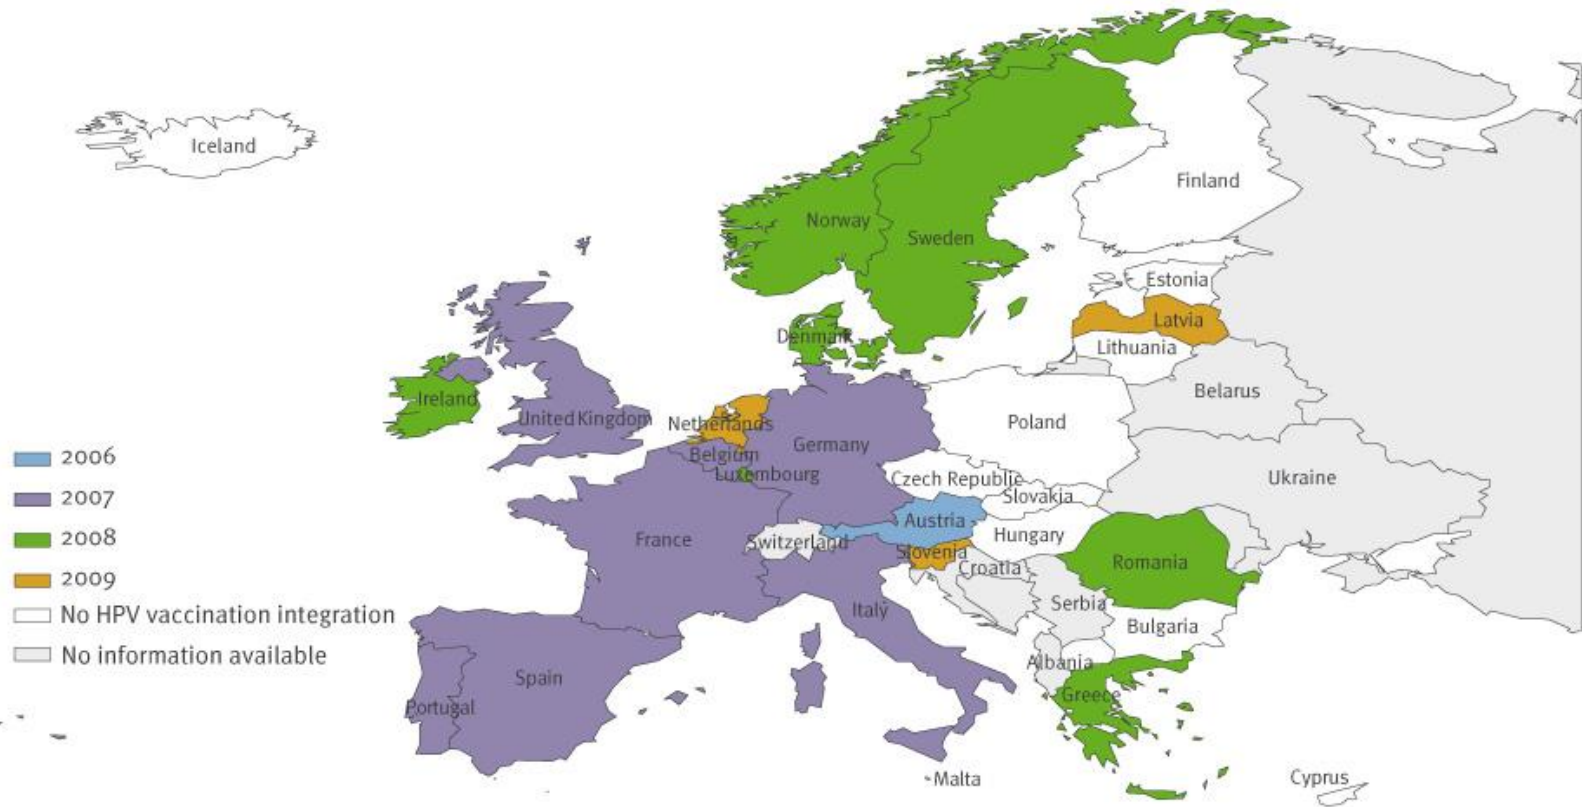 Iceland
Finland
Norway
Sweden
Estonia
Latvia
Denmark
Lithuania
Belarus
Ireland
United Kingdom
Netherlands
Poland
Germany
Belgium
2006
Luxembourg
Czech Republic
Ukraine
2007
Slovakia
Austria
2008
France
Switzerland
Hungary
Slovenia
Romania
Croatia
2009
Serbia
Italy
No HPV vaccination integration
Bulgaria
No information available
Albania
Spain
Greece
Portugal
Malta
Cyprus